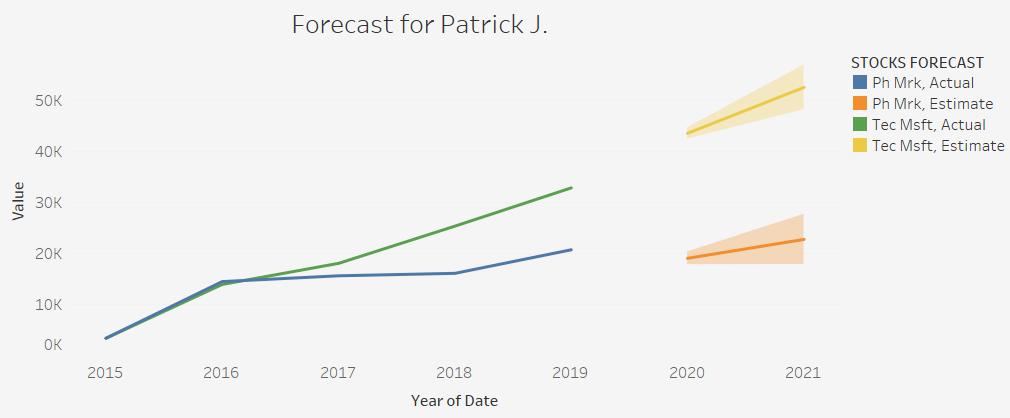 Forecast for Patrick J.
STOCKS FORECAST
Ph Mrk, Actual
Ph Mrk, Estimate
Tec Msft, Actual
Tec Msft, Estimate
Value
50K
40K
30K
20K
10K
0K
2015 2016 2017 2018 2019 2020 2021
Year of Date